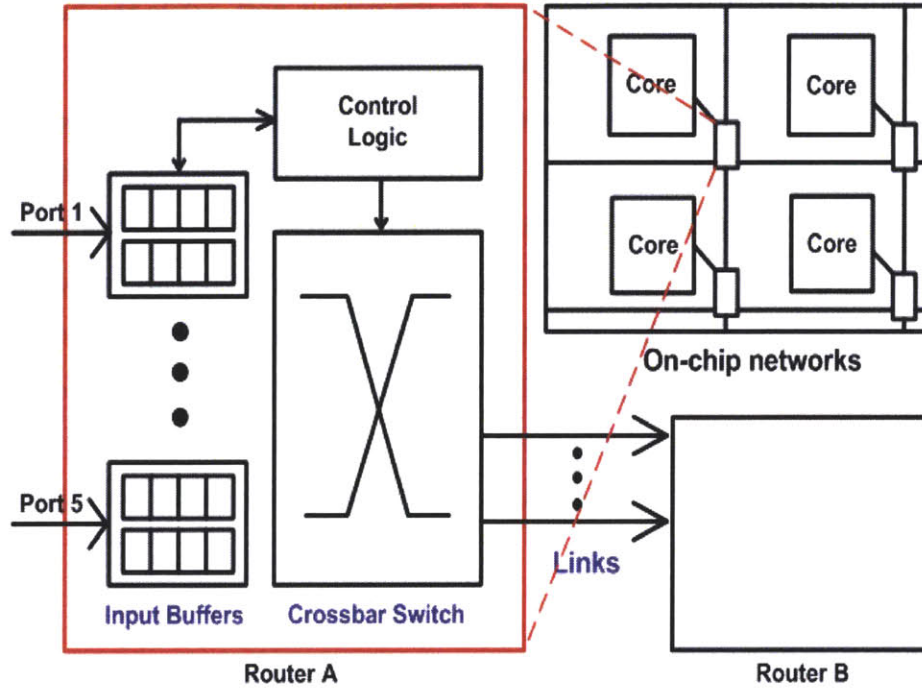 Control
Logic
Port 1
Port 5
Input Buffers
Crossbar Switch
Router A
Core
Core
Core
Core
On-chip networks
Links
Router B